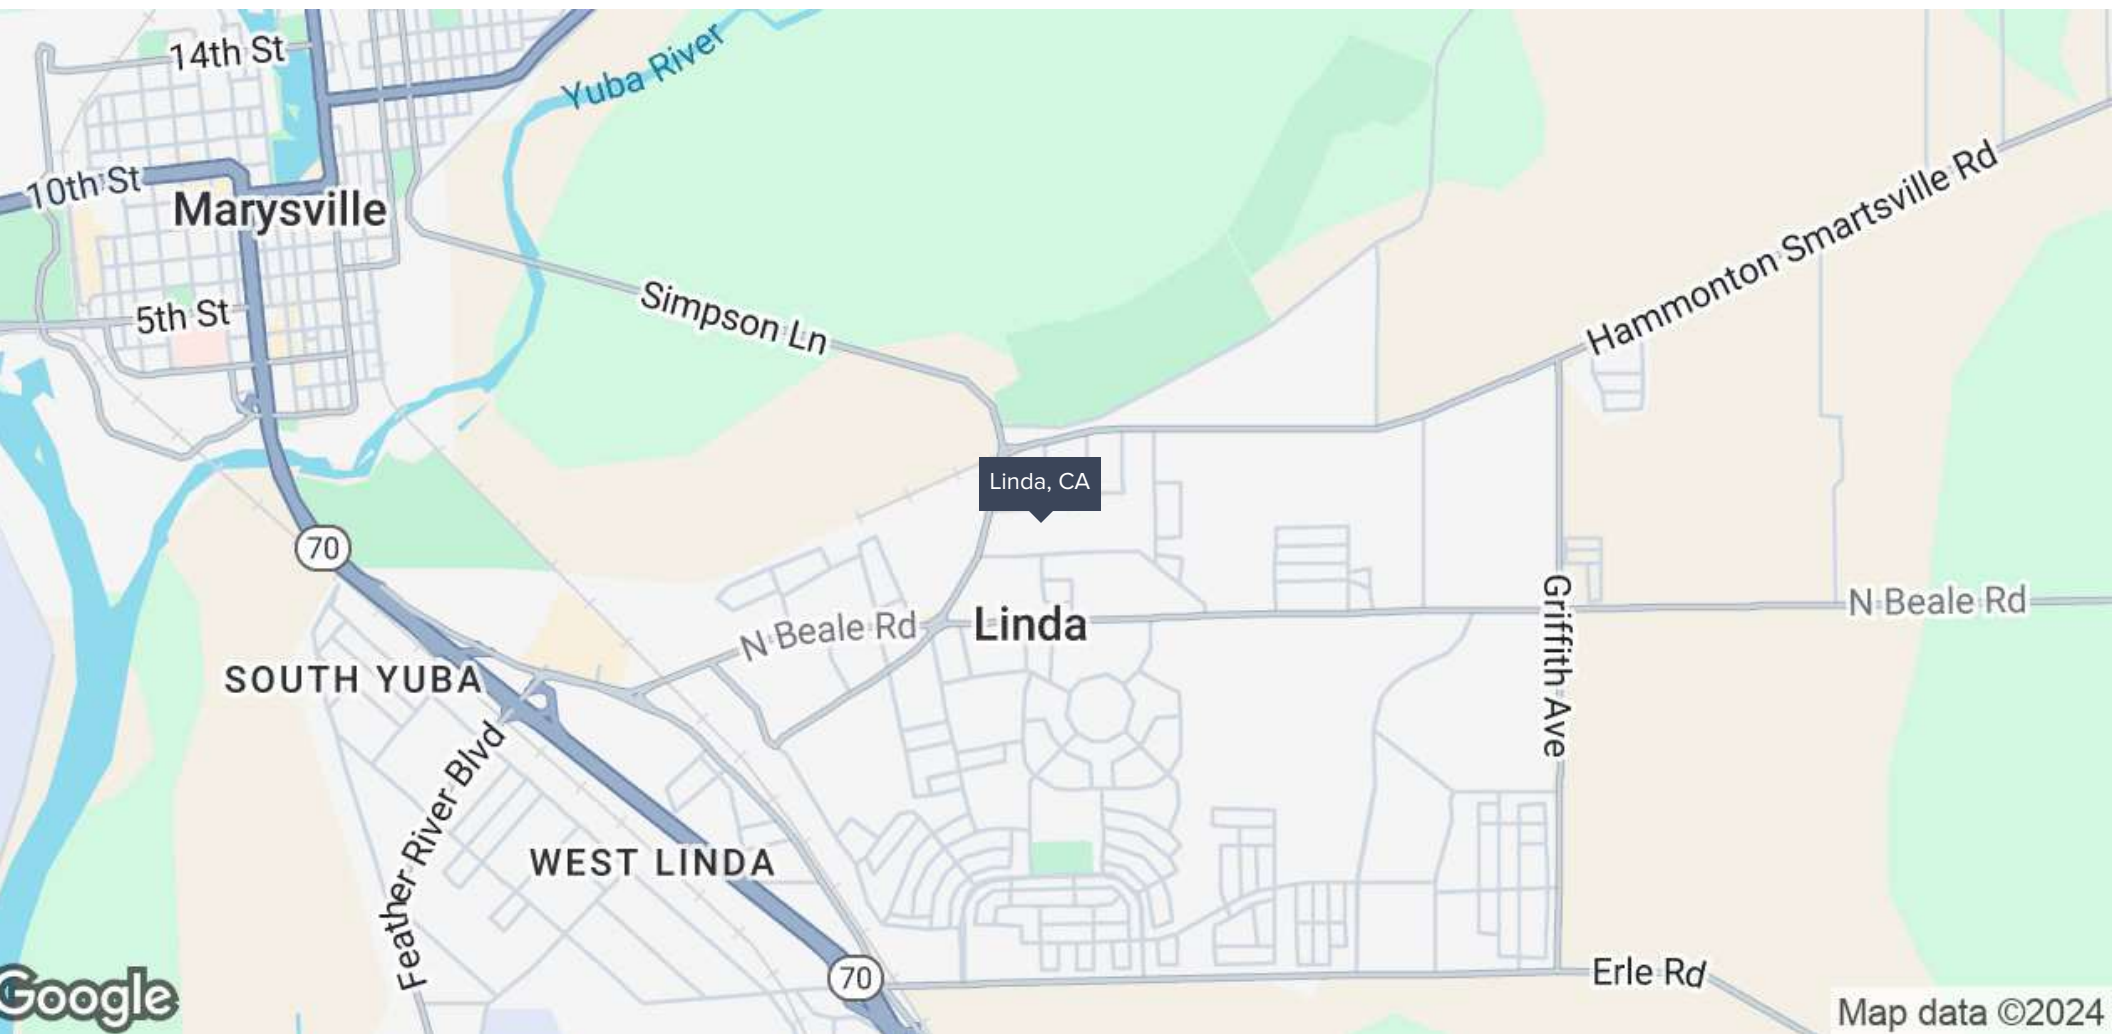 14th St
Yuba River
10th St
Marysville
Hammonton Smartsville Rd
5th St
Simpson Ln
Linda, CA
70
N Beale Rd
N Beale Rd
Linda
Griffith Ave
SOUTH YUBA
Feather River Blvd
WEST LINDA
70
Erle Rd
Google
Map data ©2024